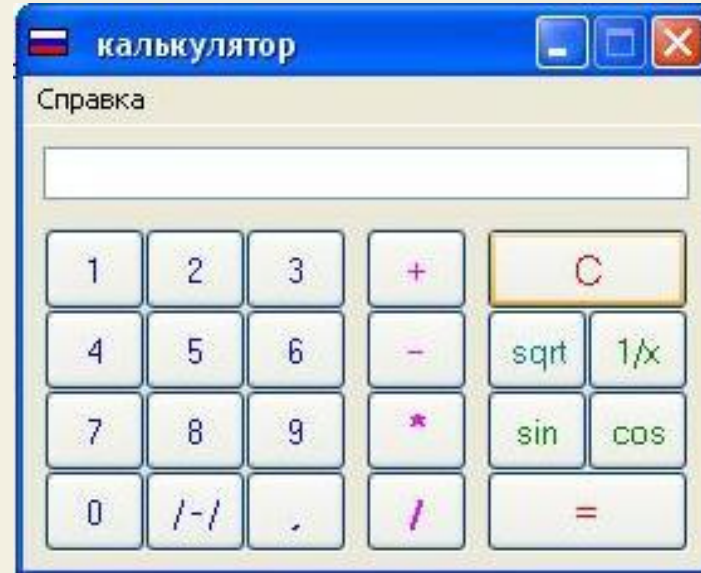 калькулятор
Справка
1 2 3 + C
4 5 6 - sqrt 1/x
7 8 9 * sin cos
0 /-/ , / =